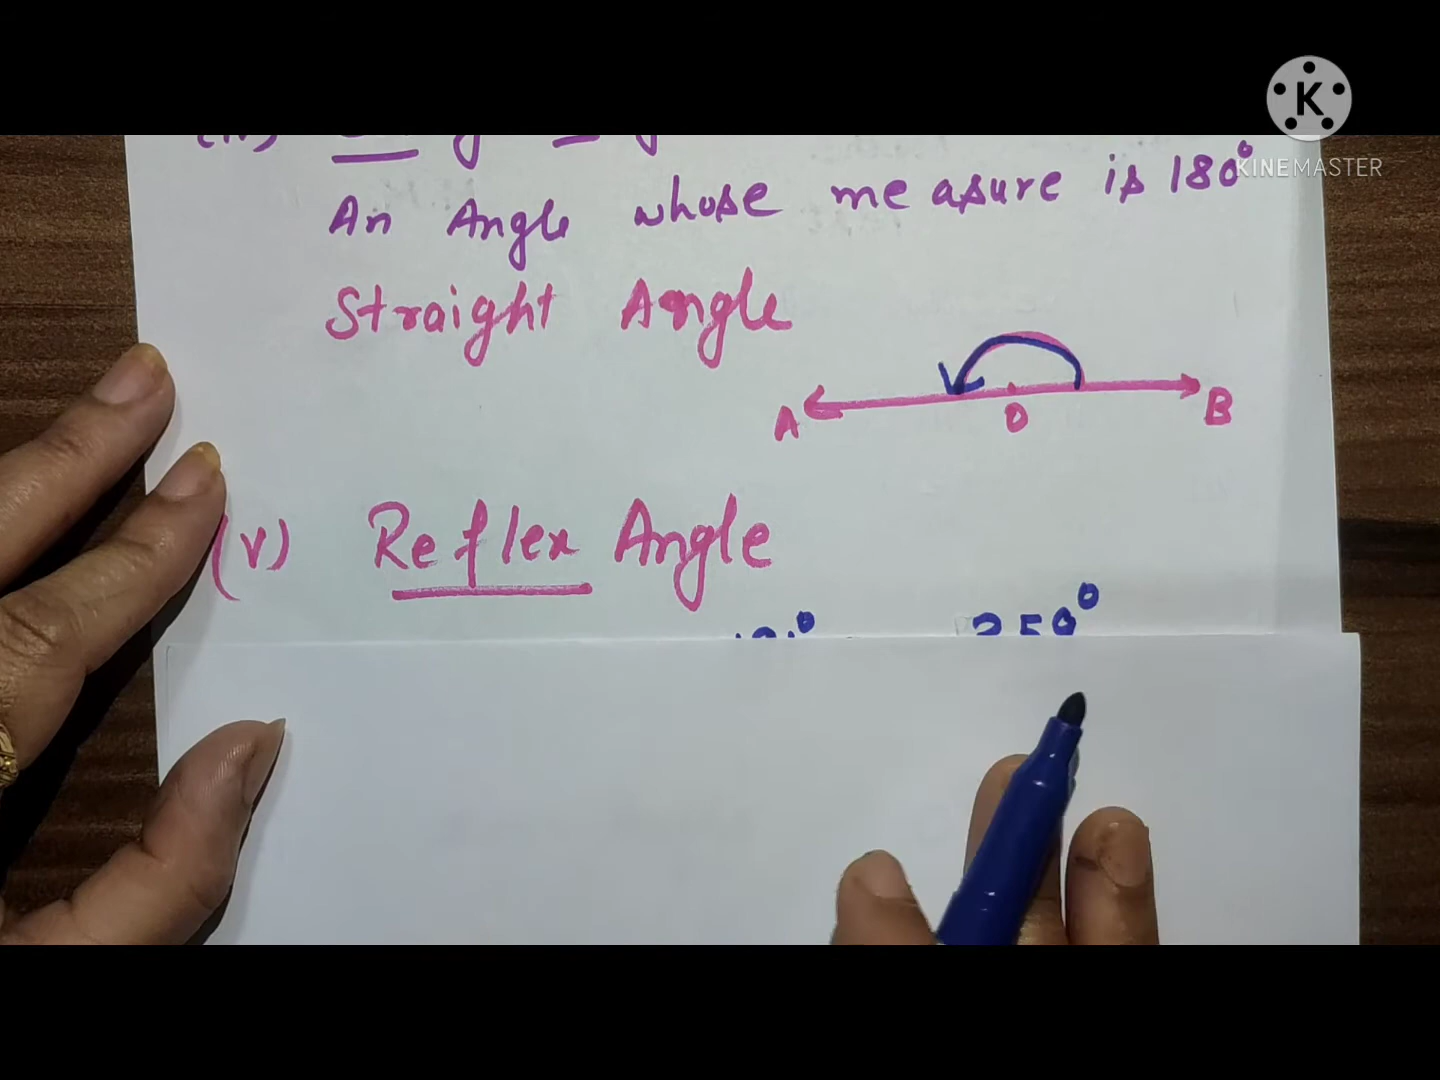 K
KINEMASTER
An Angle whose measure is 180°
Straight Angle
A O B
(V) Reflex Angle